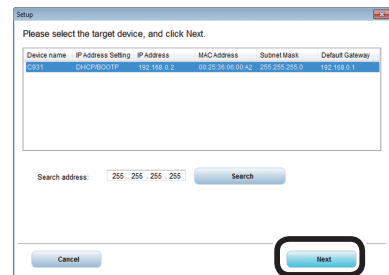 Setup
Please select the target device, and click Next.
Device name IP Address Setting IP Address MAC Address Subnet Mask Default Gateway
C931 DHCP/BOOTP 192.168.0.2 00:25:36:06:00:A2 255.255.255.0 192.168.0.1
Search address: 255 . 255 . 255 . 255 Search
Cancel Next